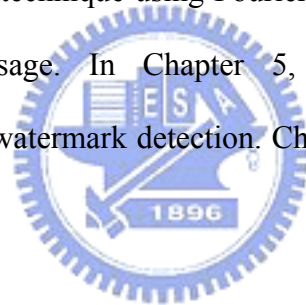 technique using Fourier
sage. In Chapter 5,
E S A
watermark detection. Ch
1896